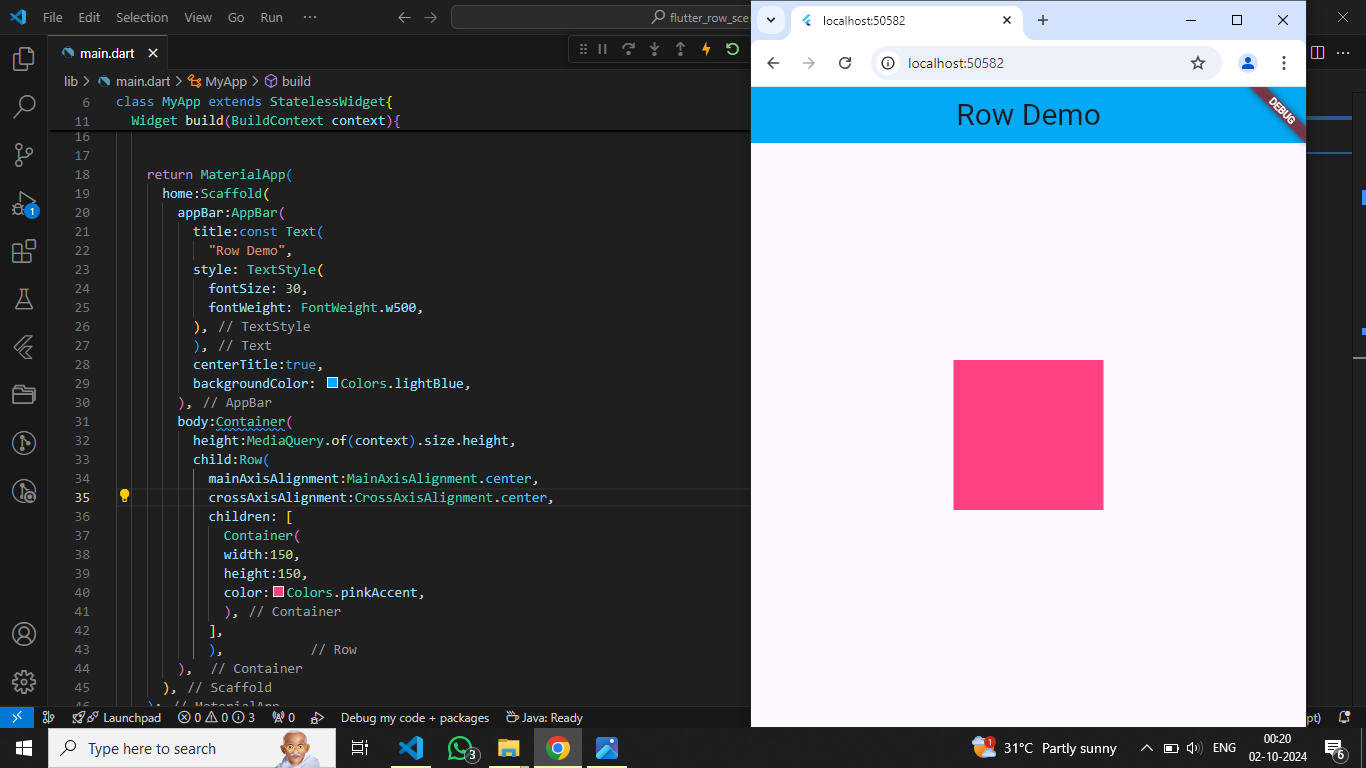 File Edit Selection View Go Run ···
flutter_row_sce
localhost:50582
main.dart
lib > main.dart > MyApp > build
localhost:50582
6 class MyApp extends StatelessWidget{
11 Widget build(BuildContext context){
16
17
18 return MaterialApp(
19 home:Scaffold(
20 appBar:AppBar(
21 title:const Text(
22 "Row Demo",
23 style: TextStyle(
24 fontSize: 30,
25 fontWeight: FontWeight.w500,
26 ), // TextStyle
27 ), // Text
28 centerTitle:true,
29 backgroundColor: Colors.lightBlue,
30 ), // AppBar
31 body:Container(
32 height:MediaQuery.of(context).size.height,
33 child:Row(
34 mainAxisAlignment:MainAxisAlignment.center,
35 crossAxisAlignment:CrossAxisAlignment.center,
36 children: [
37 Container(
38 width:150,
39 height:150,
40 color: Colors.pinkAccent,
41 ), // Container
42 ],
43 ), // Row
44 ), // Container
45 ), // Scaffold
46 ); // MaterialApp
Row Demo
DEBUG
1
Launchpad 0 0 3 0 Debug my code + packages Java: Ready
pt)
Type here to search
3
1
31°C Partly sunny
ENG
00:20
02-10-2024
6